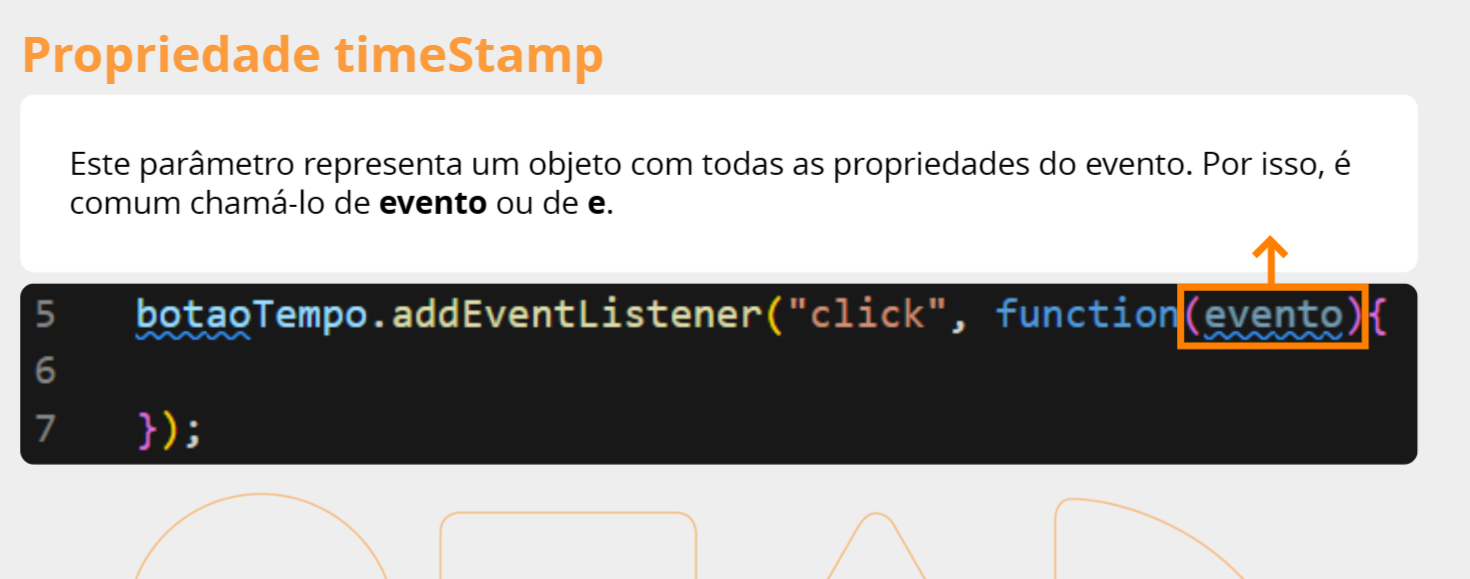 Propriedade timeStamp
Este parâmetro representa um objeto com todas as propriedades do evento. Por isso, é
comum chamá-lo de evento ou de e.
5 botaoTempo.addEventListener("click", function(evento){
6
7 });